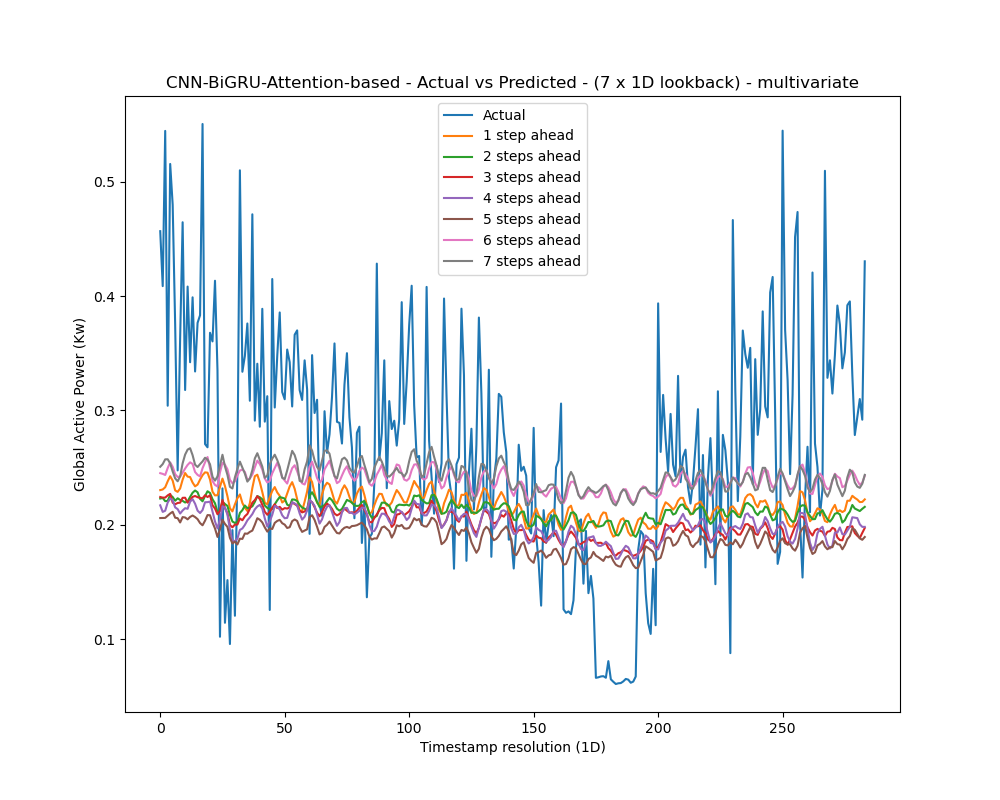 CNN-BiGRU-Attention-based - Actual vs Predicted - (7 x 1D lookback) - multivariate
Actual
1 step ahead
2 steps ahead
3 steps ahead
4 steps ahead
5 steps ahead
6 steps ahead
7 steps ahead
Global Active Power (Kw)
0.5
0.4
0.3
0.2
0.1
0 50 100 150 200 250
Timestamp resolution (1D)